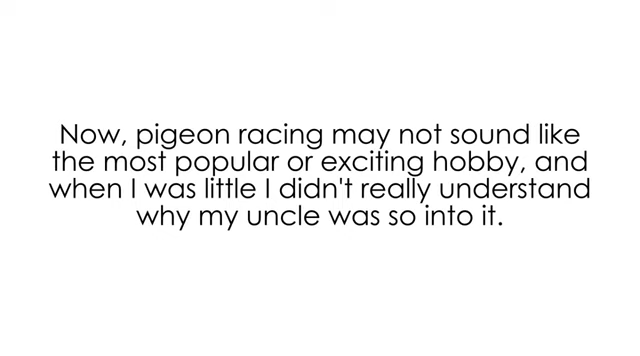 Now, pigeon racing may not sound like
the most popular or exciting hobby, and
when I was little I didn't really understand
why my uncle was so into it.